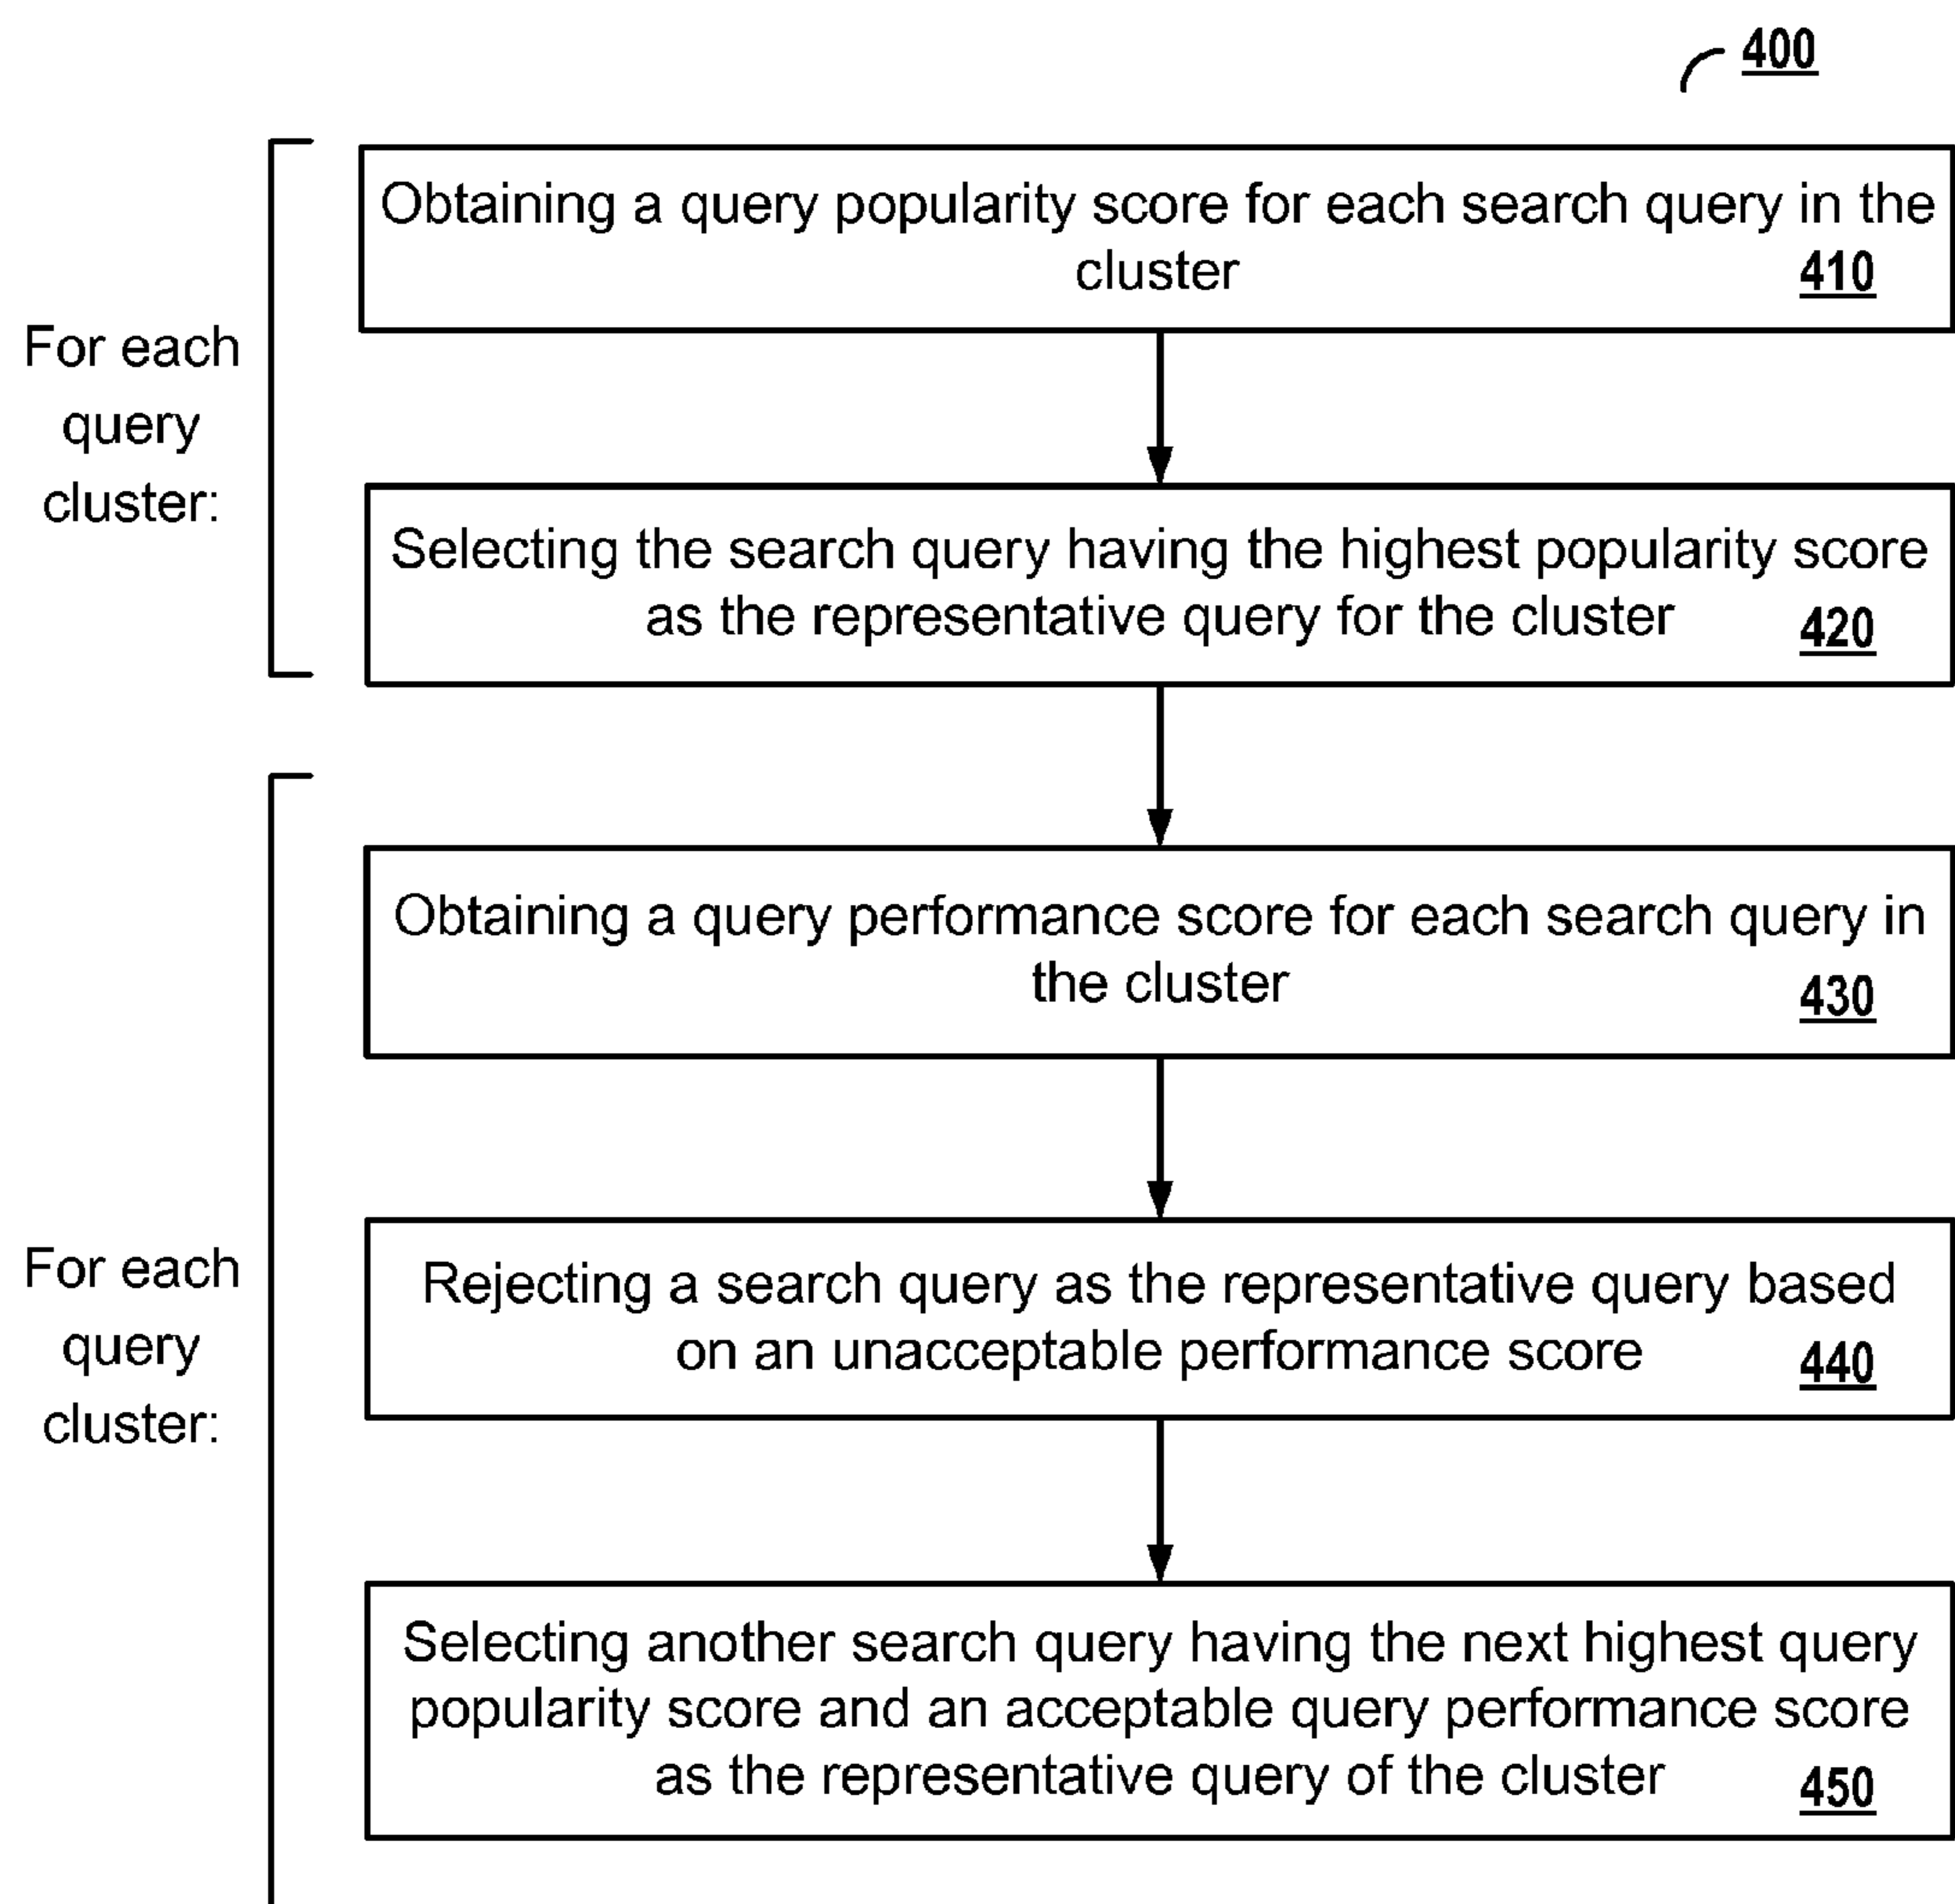 400
Obtaining a query popularity score for each search query in the
cluster
410
For each
query
cluster:
Selecting the search query having the highest popularity score
as the representative query for the cluster
420
Obtaining a query performance score for each search query in
the cluster
430
For each
query
cluster:
Rejecting a search query as the representative query based
on an unacceptable performance score
440
Selecting another search query having the next highest query
popularity score and an acceptable query performance score
as the representative query of the cluster
450